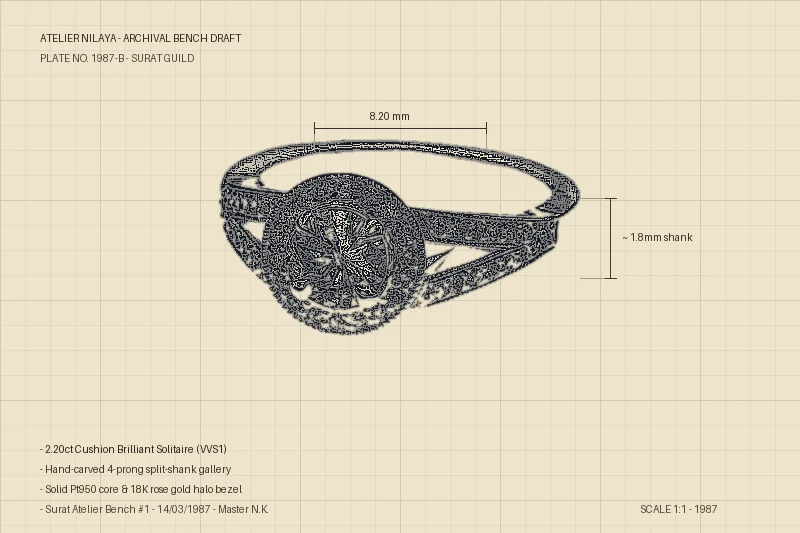 ATELIER NILAYA - ARCHIVAL BENCH DRAFT
PLATE NO. 1987-B - SURAT GUILD
8.20 mm
~ 1.8mm shank
- 2.20ct Cushion Brilliant Solitaire (VVS1)
- Hand-carved 4-prong split-shank gallery
- Solid Pt950 core & 18K rose gold halo bezel
- Surat Atelier Bench #1 - 14/03/1987 - Master N.K.
SCALE 1:1 - 1987